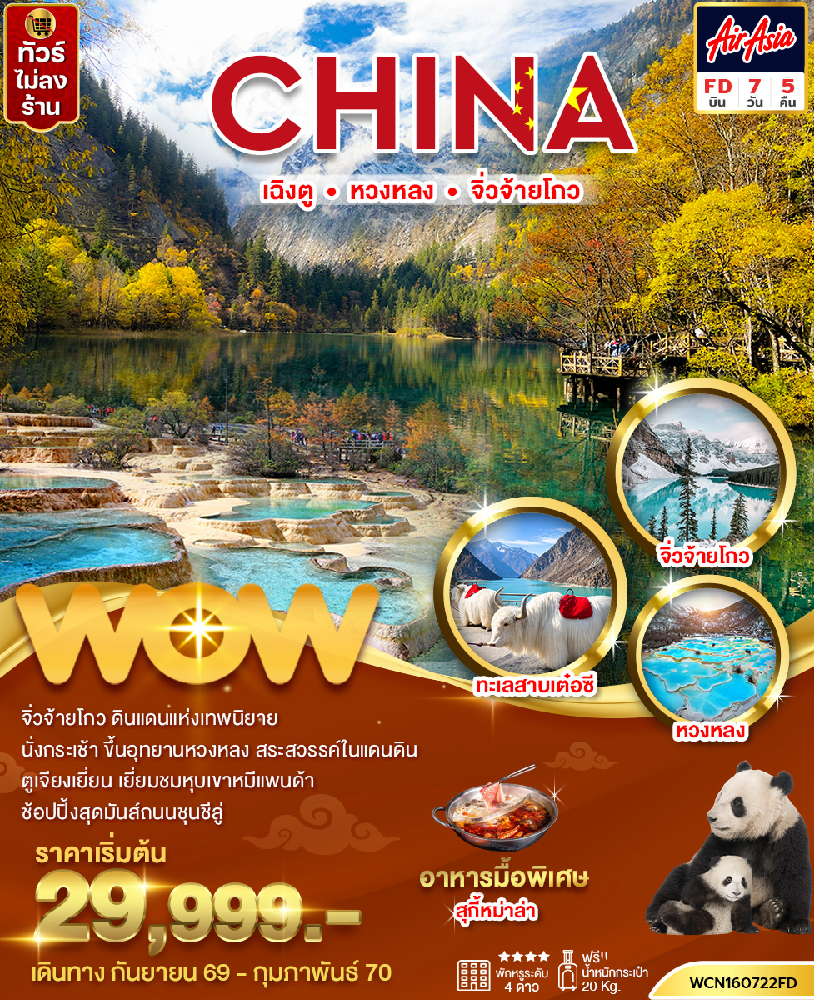 ทัวร์
ไม่ลง
ร้าน
CHINA
เฉิงตู • หวงหลง • จิ่วจ้ายโกว
AirAsia
FD 7 5
บิน วัน คืน
จิ่วจ้ายโกว
ทะเลสาบเต๋อซี
หวงหลง
WOW
จิ่วจ้ายโกว ดินแดนแห่งเทพนิยาย
นั่งกระเช้า ขึ้นอุทยานหวงหลง สระสวรรค์ในแดนดิน
ตูเจียงเยี่ยน เยี่ยมชมหุบเขาหมีแพนด้า
ช้อปปิ้งสุดมันส์ถนนชุนชีลู่
ราคาเริ่มต้น
29,999.-
เดินทาง กันยายน 69 - กุมภาพันธ์ 70
อาหารมื้อพิเศษ
สุกี้หม่าล่า
พักหรูระดับ
4 ดาว
ฟรี!!
น้ำหนักกระเป๋า
20 Kg.
WCN160722FD